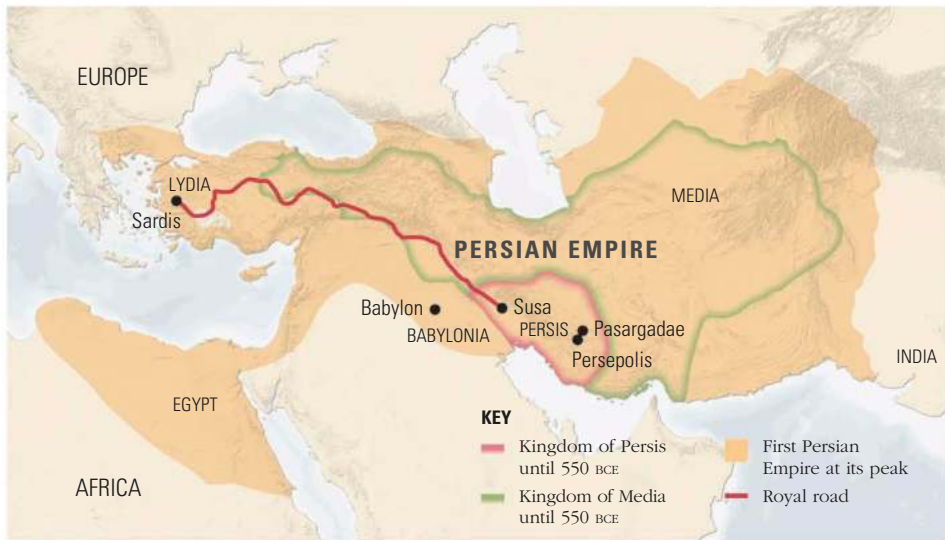 EUROPE
LYDIA
Sardis
MEDIA
PERSIAN EMPIRE
Babylon
BABYLONIA
Susa
PERSIS
Pasargadae
Persepolis
INDIA
EGYPT
AFRICA
KEY
Kingdom of Persis
until 550 BCE
Kingdom of Media
until 550 BCE
First Persian
Empire at its peak
Royal road